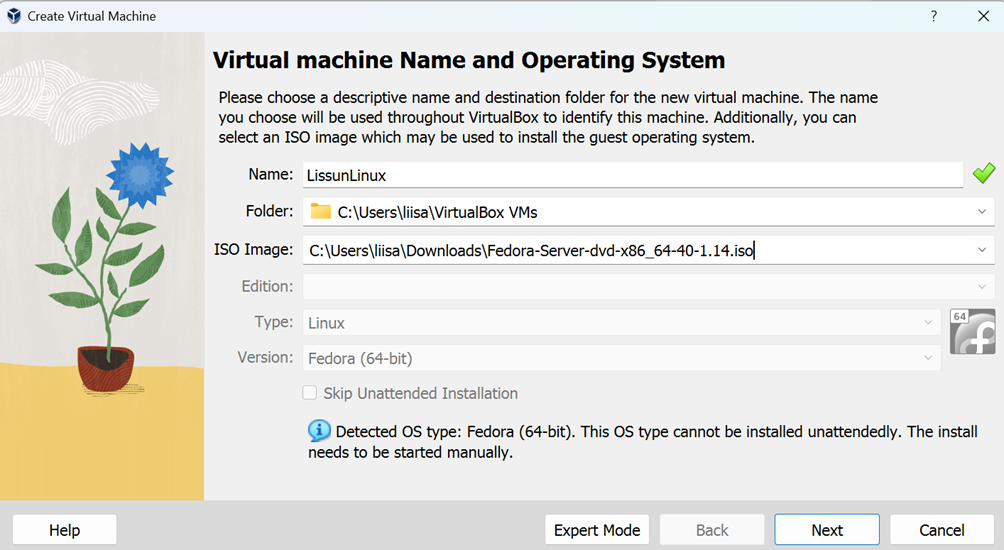 Create Virtual Machine
?
Virtual machine Name and Operating System
Please choose a descriptive name and destination folder for the new virtual machine. The name
you choose will be used throughout VirtualBox to identify this machine. Additionally, you can
select an ISO image which may be used to install the guest operating system.
Name: LissunLinux
Folder: C:\Users\liisa\VirtualBox VMs
ISO Image: C:\Users\liisa\Downloads\Fedora-Server-dvd-x86_64-40-1.14.iso
Edition:
Type: Linux
64
Version: Fedora (64-bit)
Skip Unattended Installation
Detected OS type: Fedora (64-bit). This OS type cannot be installed unattendedly. The install
needs to be started manually.
Help Expert Mode Back Next Cancel